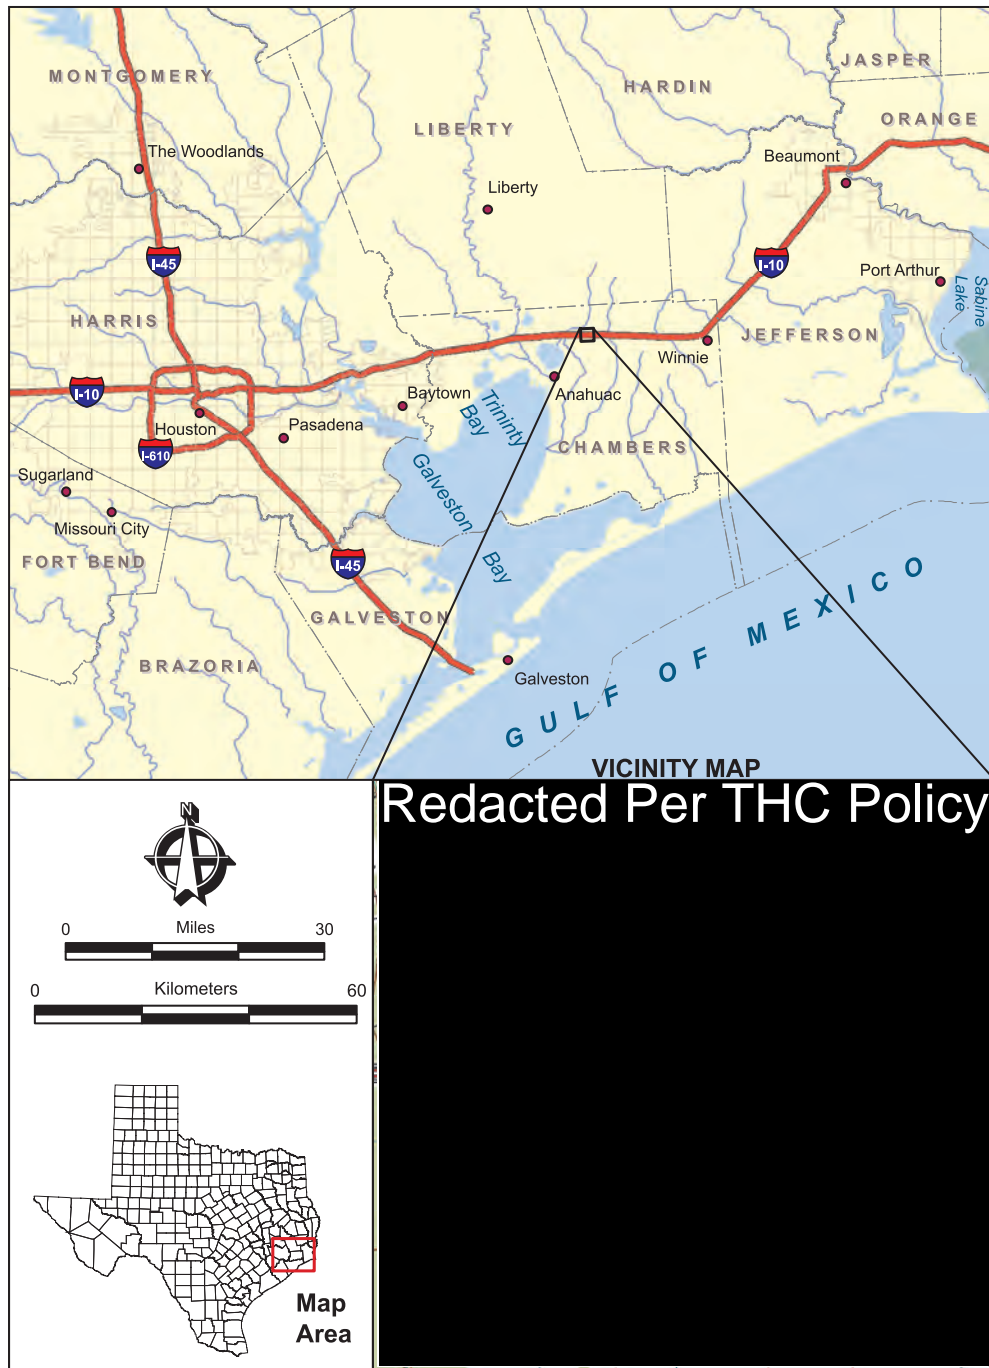 MONTGOMERY
JASPER
HARDIN
ORANGE
LIBERTY
The Woodlands
Beaumont
Liberty
I-45
I-10
Port Arthur
Sabine
Lake
HARRIS
JEFFERSON
Winnie
I-10
Anahuac
Baytown
Trininty
Bay
Houston
Pasadena
CHAMBERS
I-610
Sugarland
Galveston
Bay
Missouri City
FORT BEND
I-45
GALVESTON
BRAZORIA
Galveston
GULF OF MEXICO
VICINITY MAP
Redacted Per THC Policy
N
0 Miles 30
0 Kilometers 60
Map
Area